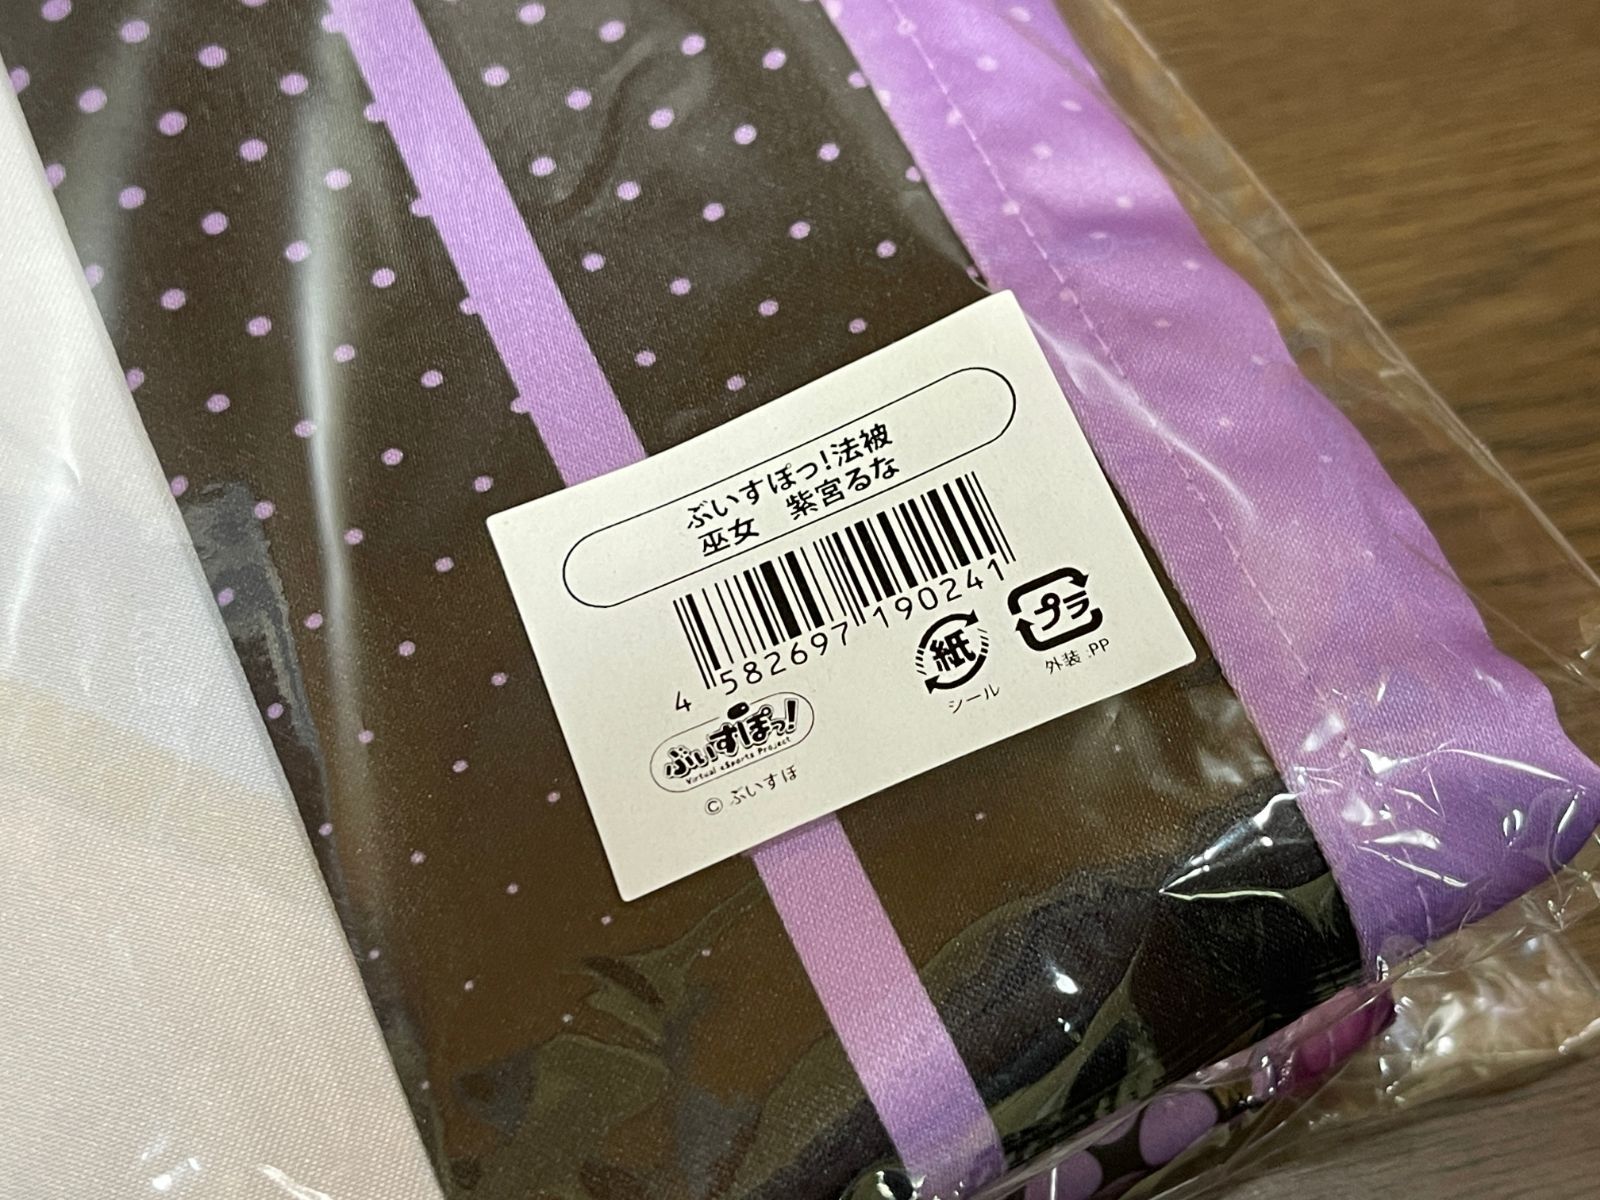 ぶいすぽっ!法被
巫女　紫宮るな
4 582697 190241
紙
シール
プラ
外装:PP
ぶいすぽっ!
Virtual eSports Project
© ぶいすぽ